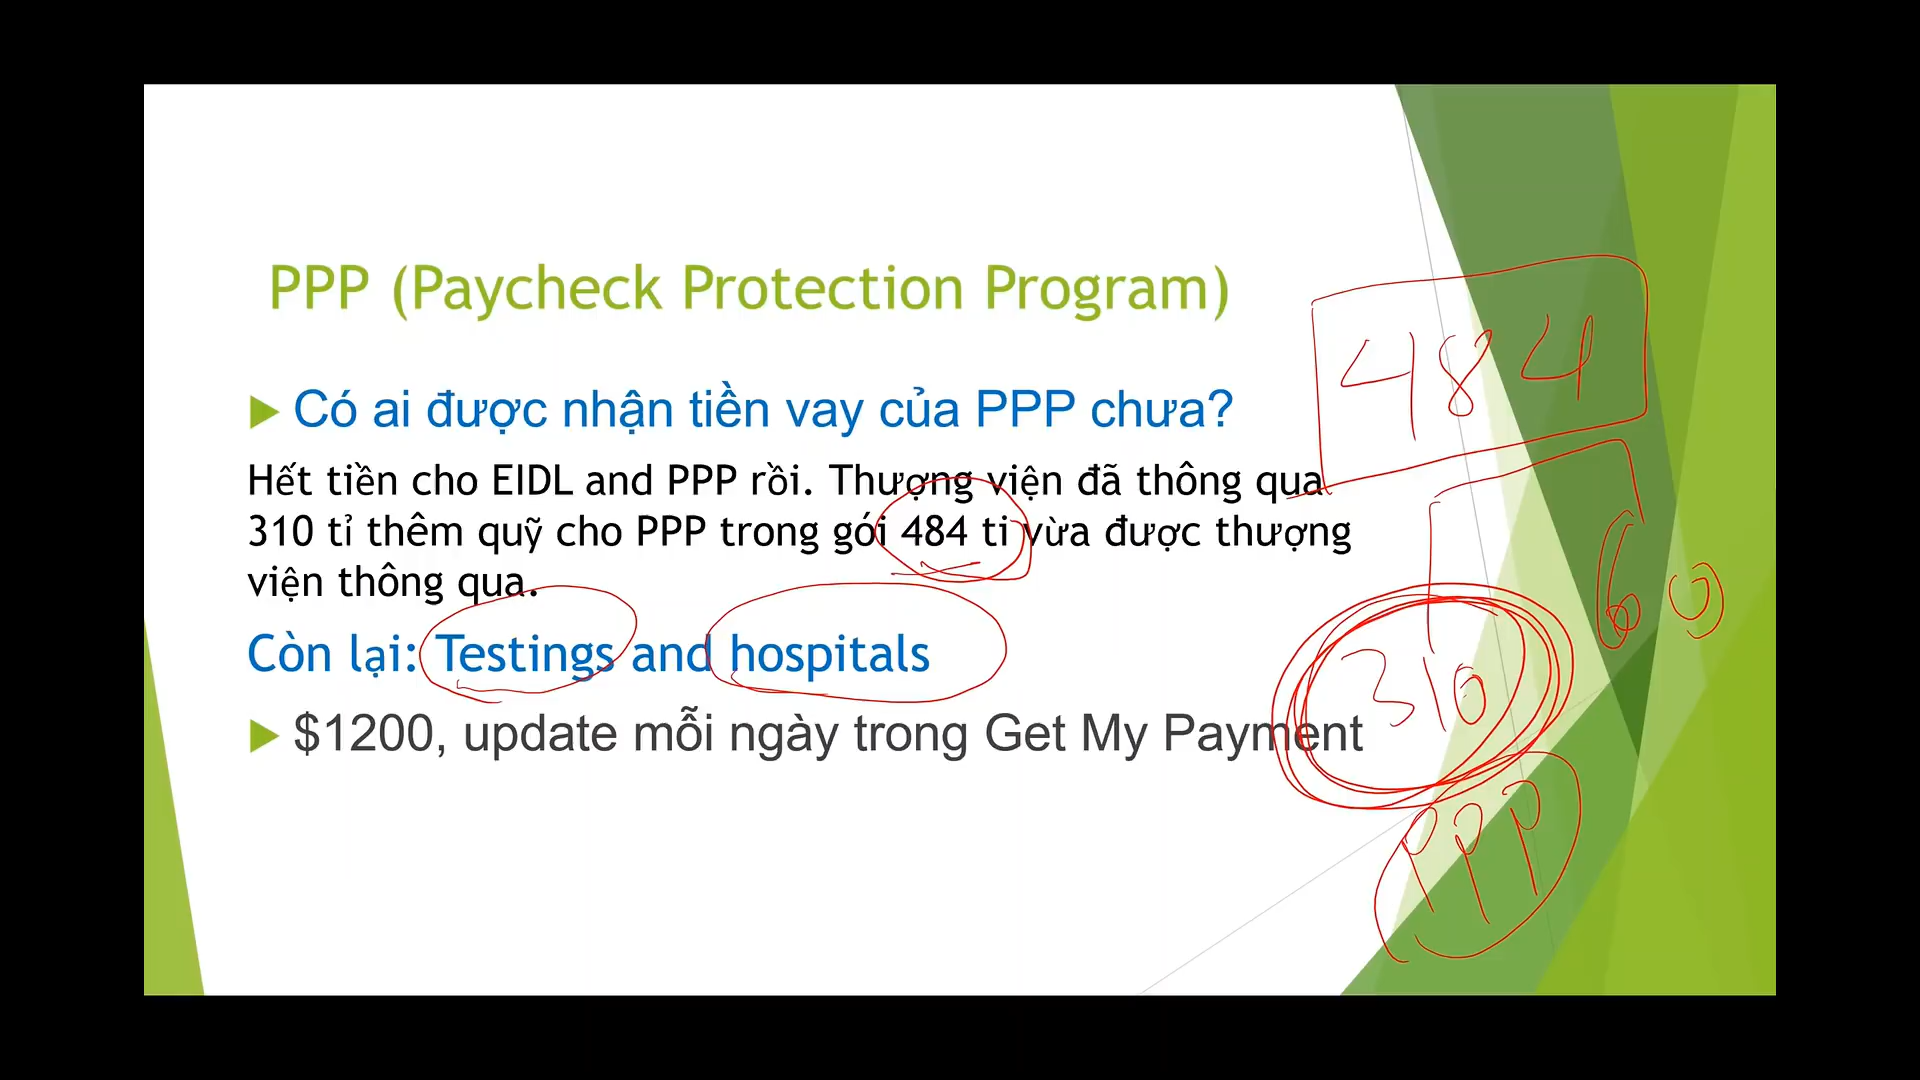 PPP (Paycheck Protection Program)
484
Có ai được nhận tiền vay của PPP chưa?
Hết tiền cho EIDL and PPP rồi. Thượng viện đã thông qua
310 tỉ thêm quỹ cho PPP trong gói 484 ti vừa được thượng
viện thông qua.
60
Còn lại: Testings and hospitals
310
$1200, update mỗi ngày trong Get My Payment
PPP